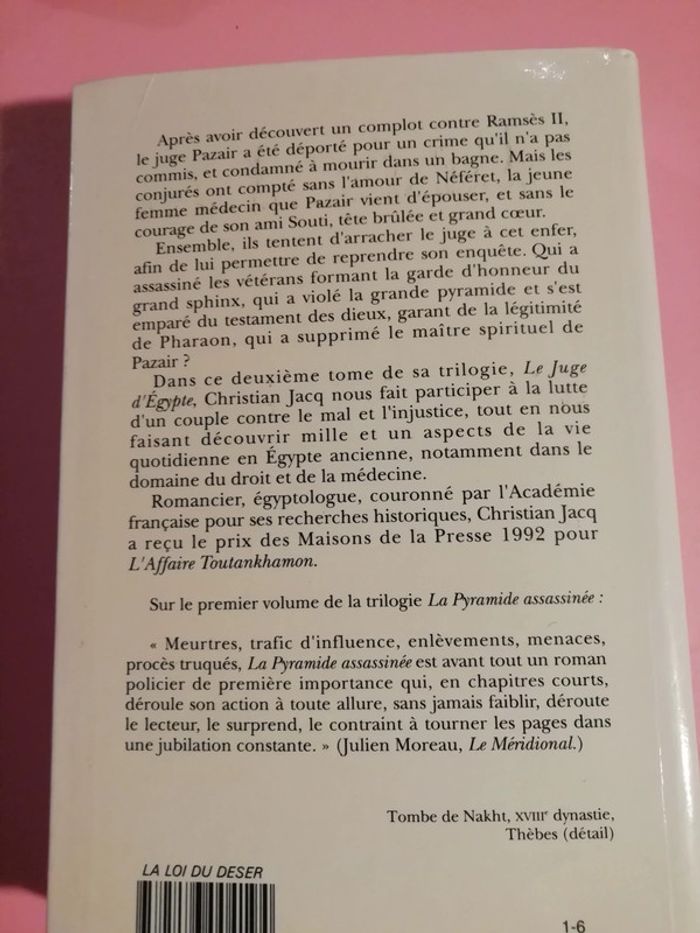 Après avoir découvert un complot contre Ramsès II,
le juge Pazair a été déporté pour un crime qu'il n'a pas
commis, et condamné à mourir dans un bagne. Mais les
conjurés ont compté sans l'amour de Néféret, la jeune
femme médecin que Pazair vient d'épouser, et sans le
courage de son ami Souti, tête brûlée et grand cœur.
Ensemble, ils tentent d'arracher le juge à cet enfer,
afin de lui permettre de reprendre son enquête. Qui a
assassiné les vétérans formant la garde d'honneur du
grand sphinx, qui a violé la grande pyramide et s'est
emparé du testament des dieux, garant de la légitimité
de Pharaon, qui a supprimé le maître spirituel de
Pazair ?
Dans ce deuxième tome de sa trilogie, Le Juge
d'Égypte, Christian Jacq nous fait participer à la lutte
d'un couple contre le mal et l'injustice, tout en nous
faisant découvrir mille et un aspects de la vie
quotidienne en Égypte ancienne, notamment dans le
domaine du droit et de la médecine.
Romancier, égyptologue, couronné par l'Académie
française pour ses recherches historiques, Christian Jacq
a reçu le prix des Maisons de la Presse 1992 pour
L'Affaire Toutankhamon.
Sur le premier volume de la trilogie La Pyramide assassinée :
« Meurtres, trafic d'influence, enlèvements, menaces,
procès truqués, La Pyramide assassinée est avant tout un roman
policier de première importance qui, en chapitres courts,
déroule son action à toute allure, sans jamais faiblir, déroute
le lecteur, le surprend, le contraint à tourner les pages dans
une jubilation constante. » (Julien Moreau, Le Méridional.)
Tombe de Nakht, XVIIIe dynastie,
Thèbes (détail)
LA LOI DU DESER
1-6